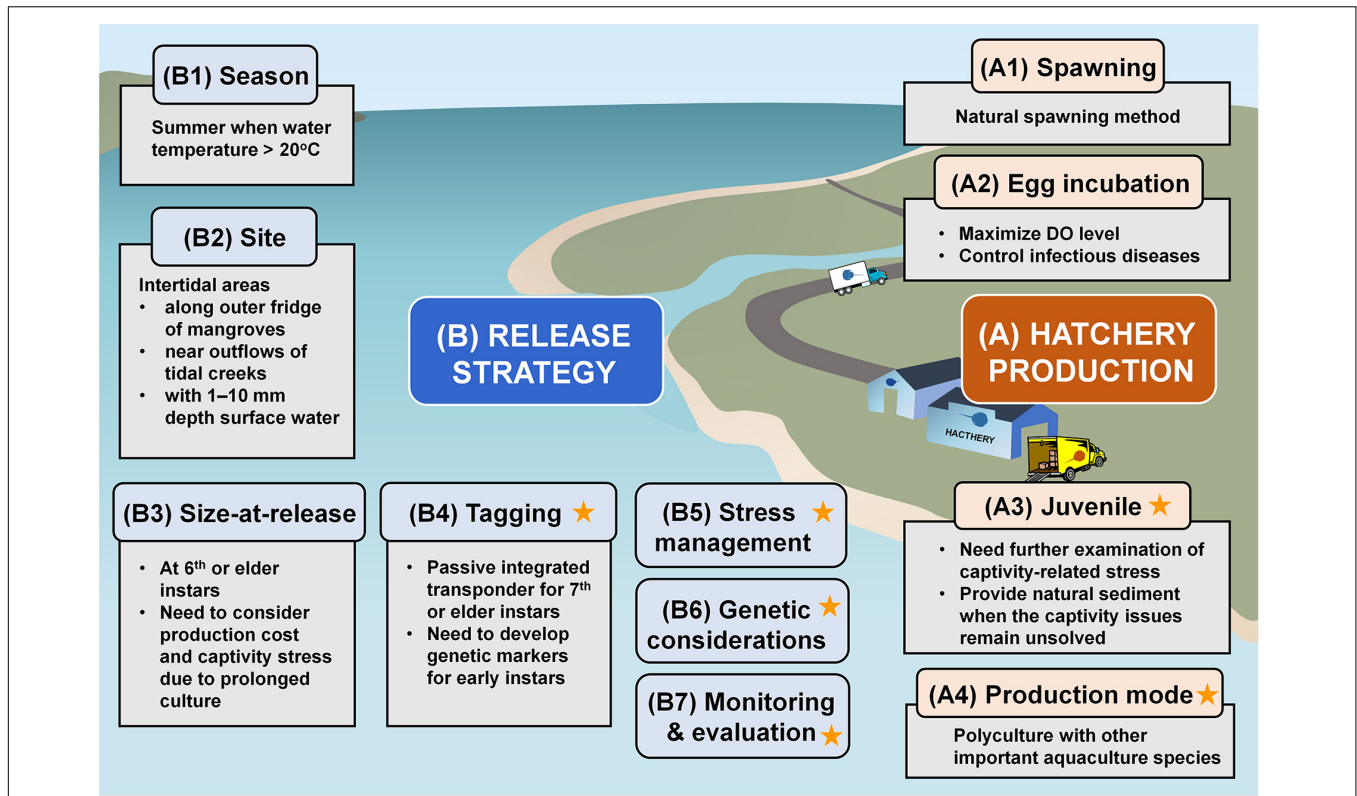 (B1) Season
Summer when water
temperature > 20°C
(B2) Site
Intertidal areas
• along outer fridge
of mangroves
• near outflows of
tidal creeks
• with 1–10 mm
depth surface water
(B) RELEASE
STRATEGY
(A1) Spawning
Natural spawning method
(A2) Egg incubation
• Maximize DO level
• Control infectious diseases
(A) HATCHERY
PRODUCTION
HACTHERY
(B3) Size-at-release
• At 6th or elder
instars
• Need to consider
production cost
and captivity stress
due to prolonged
culture
(B4) Tagging
• Passive integrated
transponder for 7th
or elder instars
• Need to develop
genetic markers
for early instars
(B5) Stress
management
(B6) Genetic
considerations
(B7) Monitoring
& evaluation
(A3) Juvenile
• Need further examination of
captivity-related stress
• Provide natural sediment
when the captivity issues
remain unsolved
(A4) Production mode
Polyculture with other
important aquaculture species